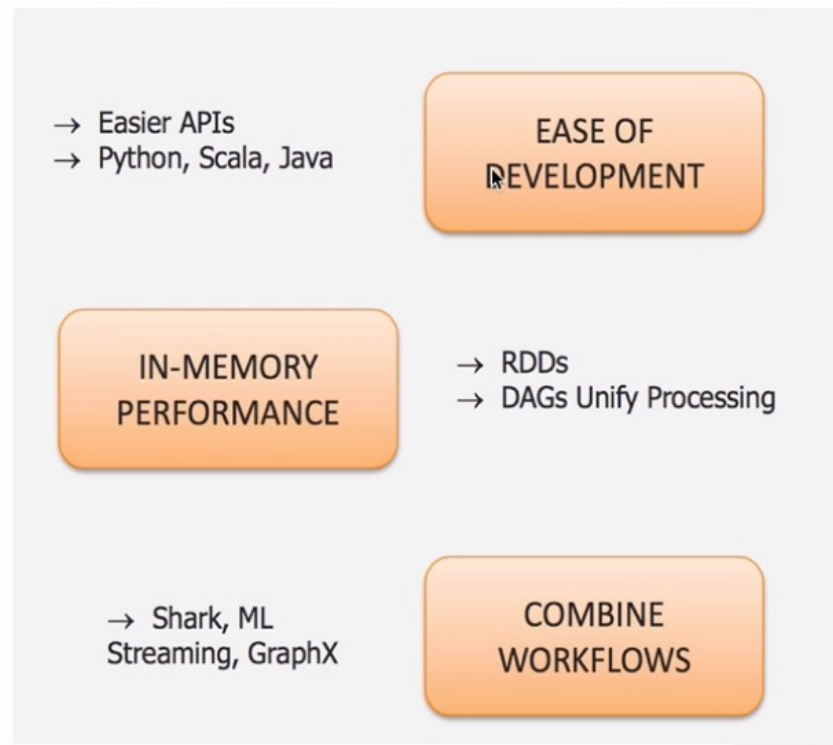 → Easier APIs
→ Python, Scala, Java
EASE OF
DEVELOPMENT
IN-MEMORY
PERFORMANCE
→ RDDs
→ DAGs Unify Processing
→ Shark, ML
Streaming, GraphX
COMBINE
WORKFLOWS